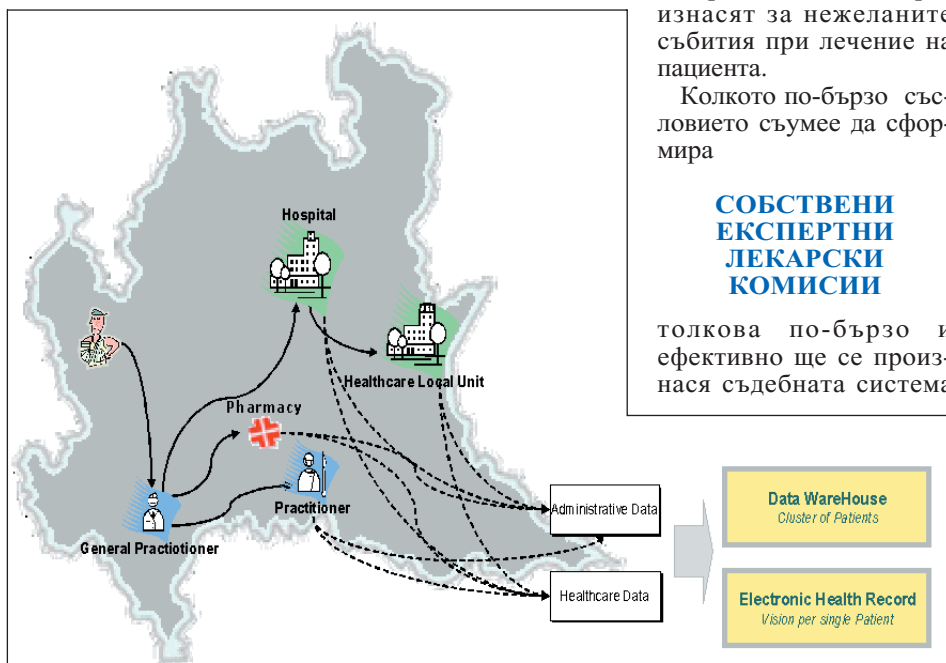 изнасят за нежеланите
събития при лечение на
пациента.
Колкото по-бързо със-
ловието съумее да сфор-
мира
СОБСТВЕНИ
ЕКСПЕРТНИ
ЛЕКАРСКИ
КОМИСИИ
толкова по-бързо и
ефективно ще се произ-
нася съдебната система
Hospital
Healthcare Local Unit
Pharmacy
Practitioner
General Practiotioner
Administrative Data
Healthcare Data
Data WareHouse
Cluster of Patients
Electronic Health Record
Vision per single Patient